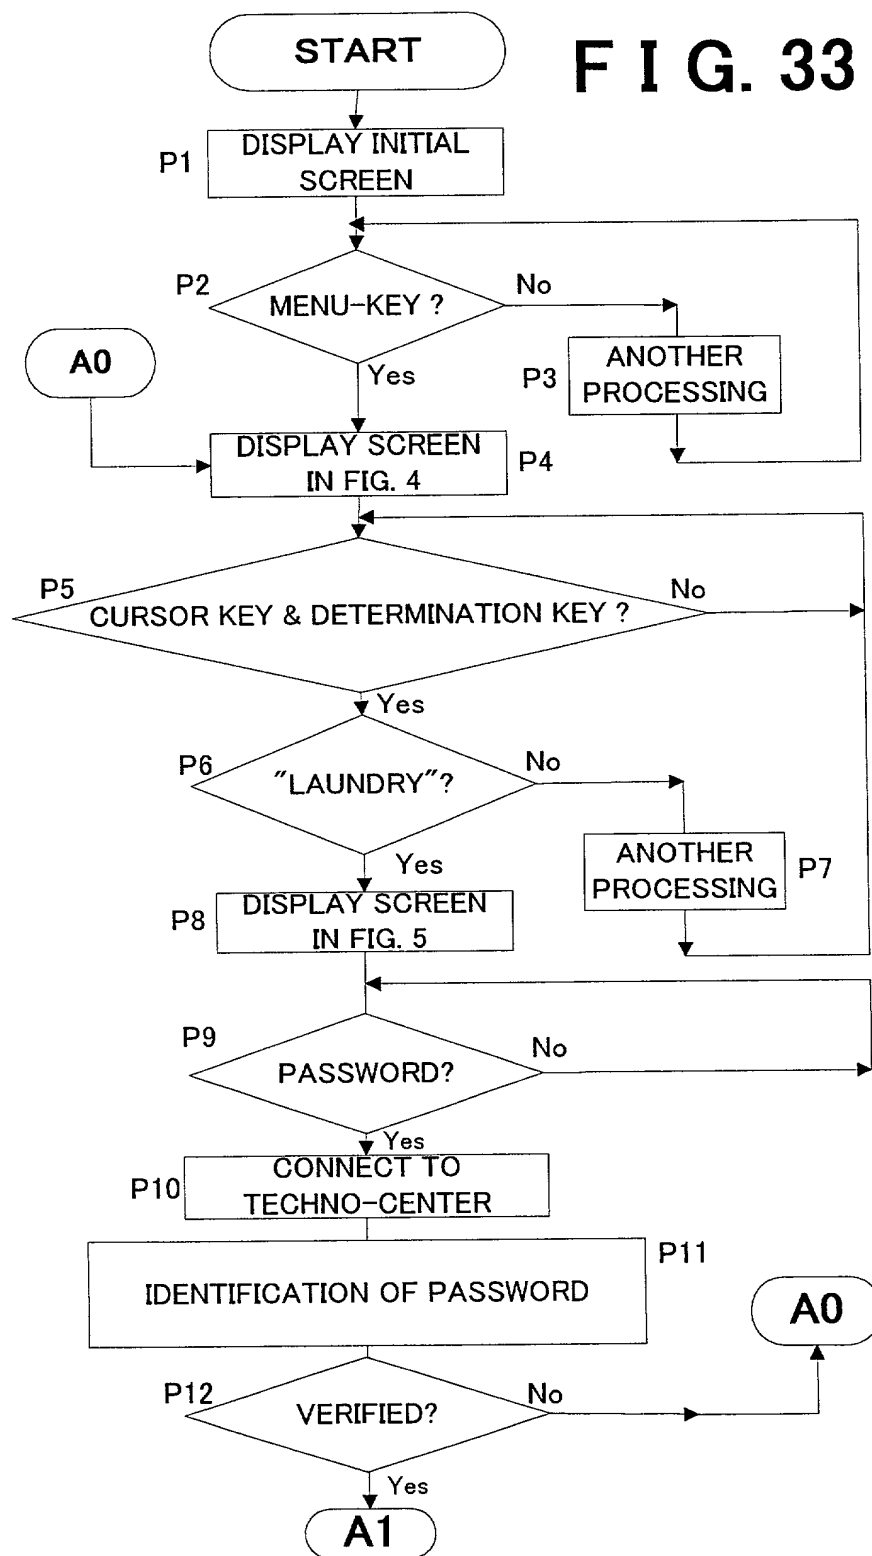 START
F I G. 33
P1
DISPLAY INITIAL
SCREEN
P2
MENU-KEY ?
No
A0
Yes
P3
ANOTHER
PROCESSING
DISPLAY SCREEN
IN FIG. 4
P4
P5
CURSOR KEY & DETERMINATION KEY ?
No
Yes
P6
"LAUNDRY"?
No
Yes
ANOTHER
PROCESSING
P7
P8
DISPLAY SCREEN
IN FIG. 5
P9
PASSWORD?
No
Yes
P10
CONNECT TO
TECHNO-CENTER
P11
IDENTIFICATION OF PASSWORD
A0
P12
VERIFIED?
No
Yes
A1